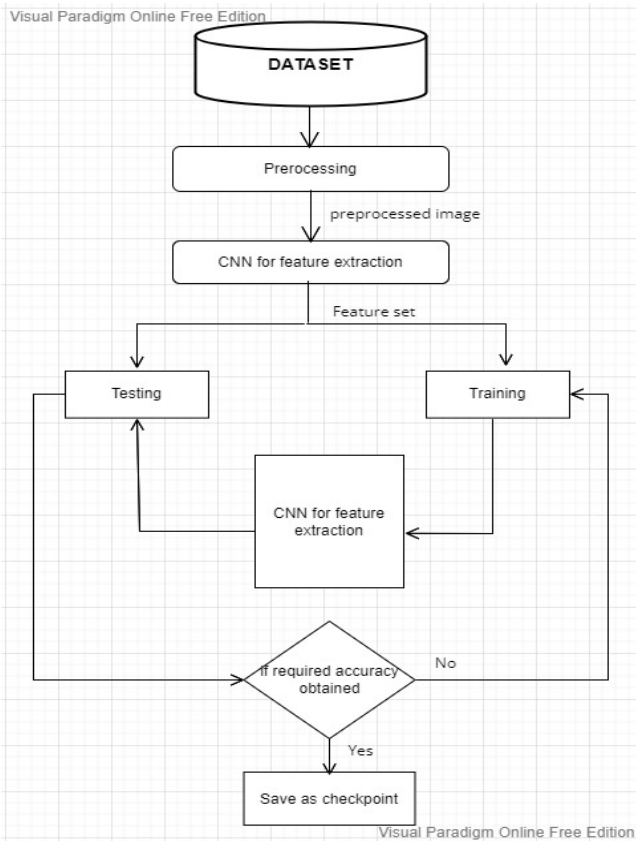 Visual Paradigm Online Free Edition
DATASET
Prerocessing
preprocessed image
CNN for feature extraction
Feature set
Testing
Training
CNN for feature
extraction
If required accuracy
obtained
No
Yes
Save as checkpoint
Visual Paradigm Online Free Edition